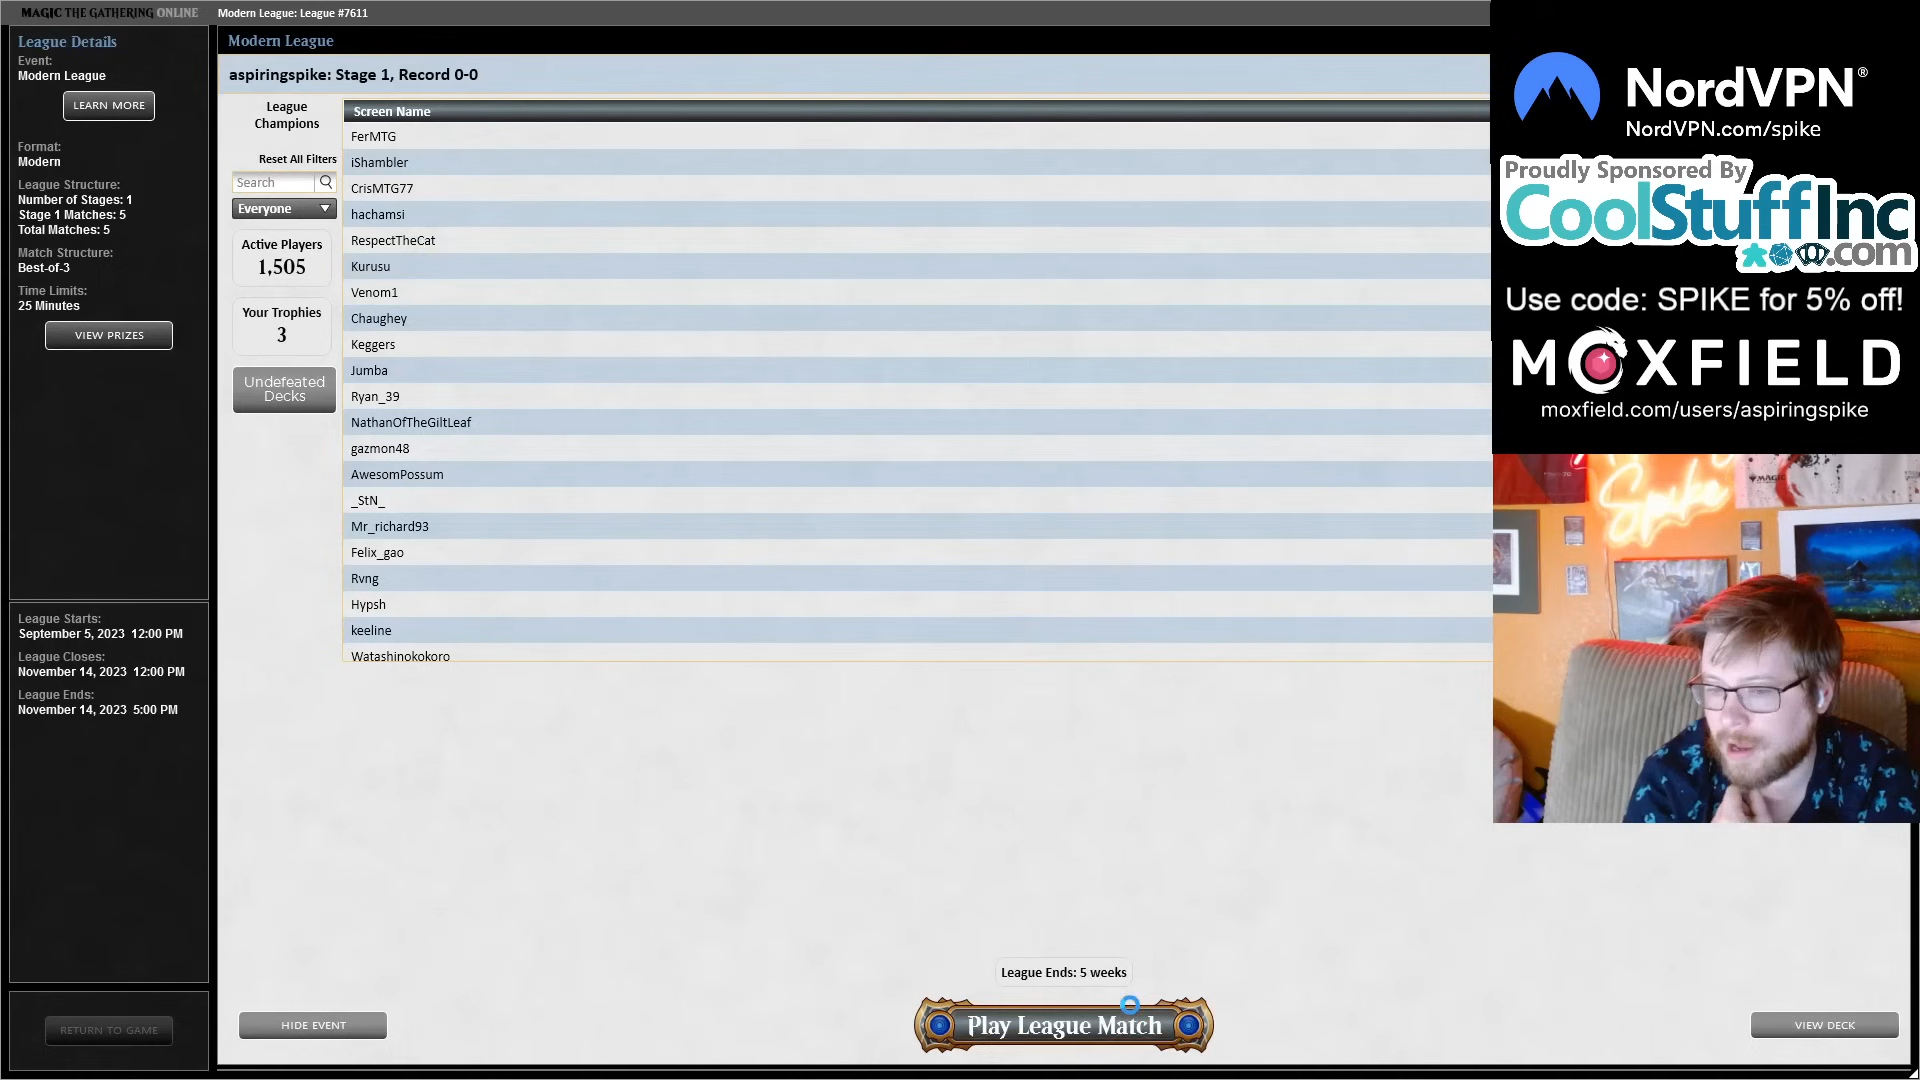 MAGIC THE GATHERING ONLINE
Modern League: League #7611
League Details
Event:
Modern League
LEARN MORE
Format:
Modern
League Structure:
Number of Stages: 1
Stage 1 Matches: 5
Total Matches: 5
Match Structure:
Best-of-3
Time Limits:
25 Minutes
VIEW PRIZES
League Starts:
September 5, 2023 12:00 PM
League Closes:
November 14, 2023 12:00 PM
League Ends:
November 14, 2023 5:00 PM
RETURN TO GAME
Modern League
aspiringspike: Stage 1, Record 0-0
League
Champions
Reset All Filters
Search
Everyone
Active Players
1,505
Your Trophies
3
Undefeated
Decks
Screen Name
FerMTG
iShambler
CrisMTG77
hachamsi
RespectTheCat
Kurusu
Venom1
Chaughey
Keggers
Jumba
Ryan_39
NathanOfTheGiltLeaf
gazmon48
AwesomPossum
_StN_
Mr_richard93
Felix_gao
Rvng
Hypsh
keeline
Watashinokokoro
League Ends: 5 weeks
HIDE EVENT
Play League Match
VIEW DECK
NordVPN®
NordVPN.com/spike
Proudly Sponsored By
CoolStuffInc
.com
Use code: SPIKE for 5% off!
MOXFIELD
moxfield.com/users/aspiringspike
Spike
MAGIC